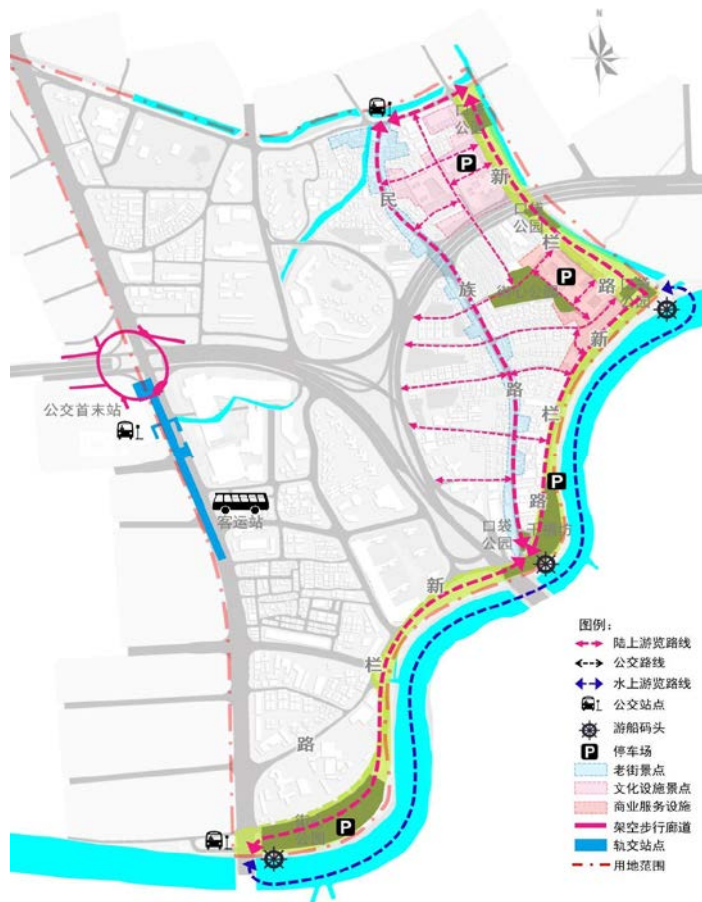 N
口袋
公园
P
新
民
口袋
公园
栏
族
P
路
公园
新
路
栏
公交首末站
P
客运站
路
口袋
公园
新
栏
路
P
图例：
陆上游览路线
公交路线
水上游览路线
公交站点
游船码头
P
停车场
老街景点
文化设施景点
商业服务设施
架空步行廊道
轨交站点
用地范围